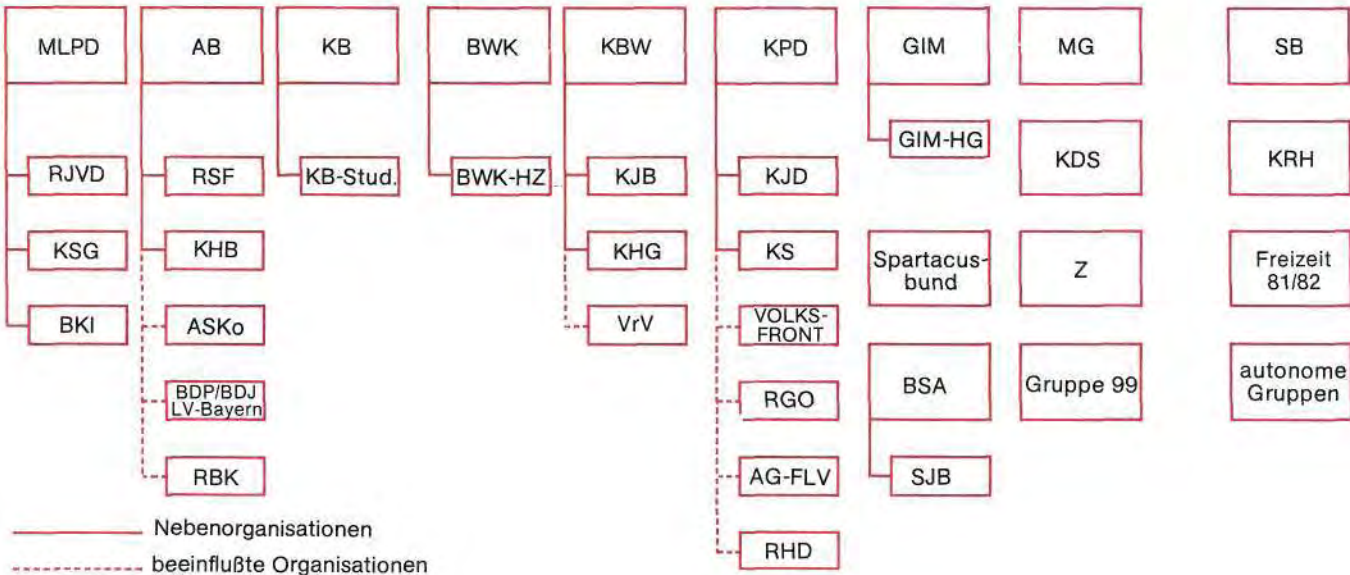 MLPD
AB
KB
BWK
KBW
KPD
GIM
MG
SB
GIM-HG
KDS
KRH
RJVD
RSF
KB-Stud.
BWK-HZ
KJB
KJD
KSG
KHB
KHG
KS
Spartacus-
bund
Z
Freizeit
81/82
BKI
ASKo
VrV
VOLKS-
FRONT
BDP/BDJ
LV-Bayern
RGO
BSA
Gruppe 99
autonome
Gruppen
RBK
AG-FLV
SJB
Nebenorganisationen
RHD
beeinflußte Organisationen